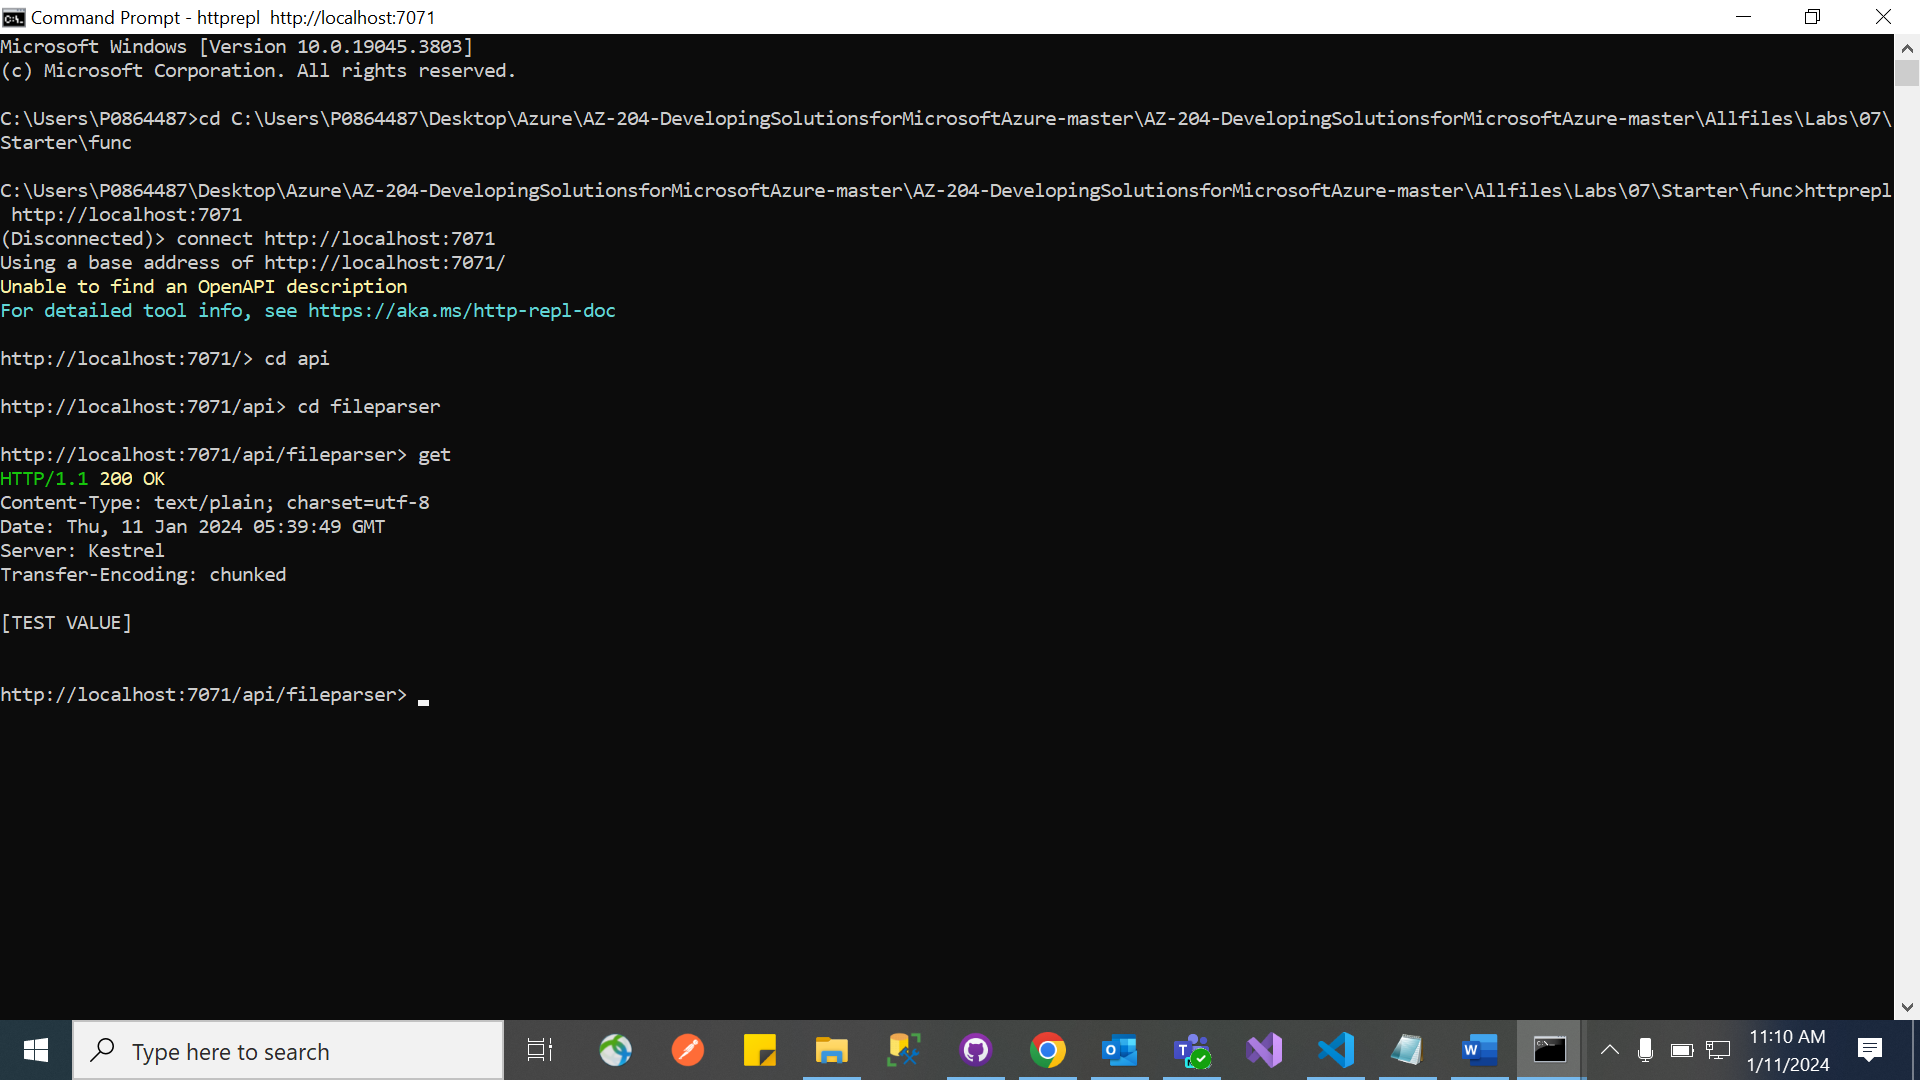 Command Prompt - httprepl  http://localhost:7071
Microsoft Windows [Version 10.0.19045.3803]
(c) Microsoft Corporation. All rights reserved.
C:\Users\P0864487>cd C:\Users\P0864487\Desktop\Azure\AZ-204-DevelopingSolutionsforMicrosoftAzure-master\AZ-204-DevelopingSolutionsforMicrosoftAzure-master\Allfiles\Labs\07\
Starter\func
C:\Users\P0864487\Desktop\Azure\AZ-204-DevelopingSolutionsforMicrosoftAzure-master\AZ-204-DevelopingSolutionsforMicrosoftAzure-master\Allfiles\Labs\07\Starter\func>httprepl
http://localhost:7071
(Disconnected)> connect http://localhost:7071
Using a base address of http://localhost:7071/
Unable to find an OpenAPI description
For detailed tool info, see https://aka.ms/http-repl-doc
http://localhost:7071/> cd api
http://localhost:7071/api> cd fileparser
http://localhost:7071/api/fileparser> get
HTTP/1.1 200 OK
Content-Type: text/plain; charset=utf-8
Date: Thu, 11 Jan 2024 05:39:49 GMT
Server: Kestrel
Transfer-Encoding: chunked
[TEST VALUE]
http://localhost:7071/api/fileparser>
Type here to search
11:10 AM
1/11/2024